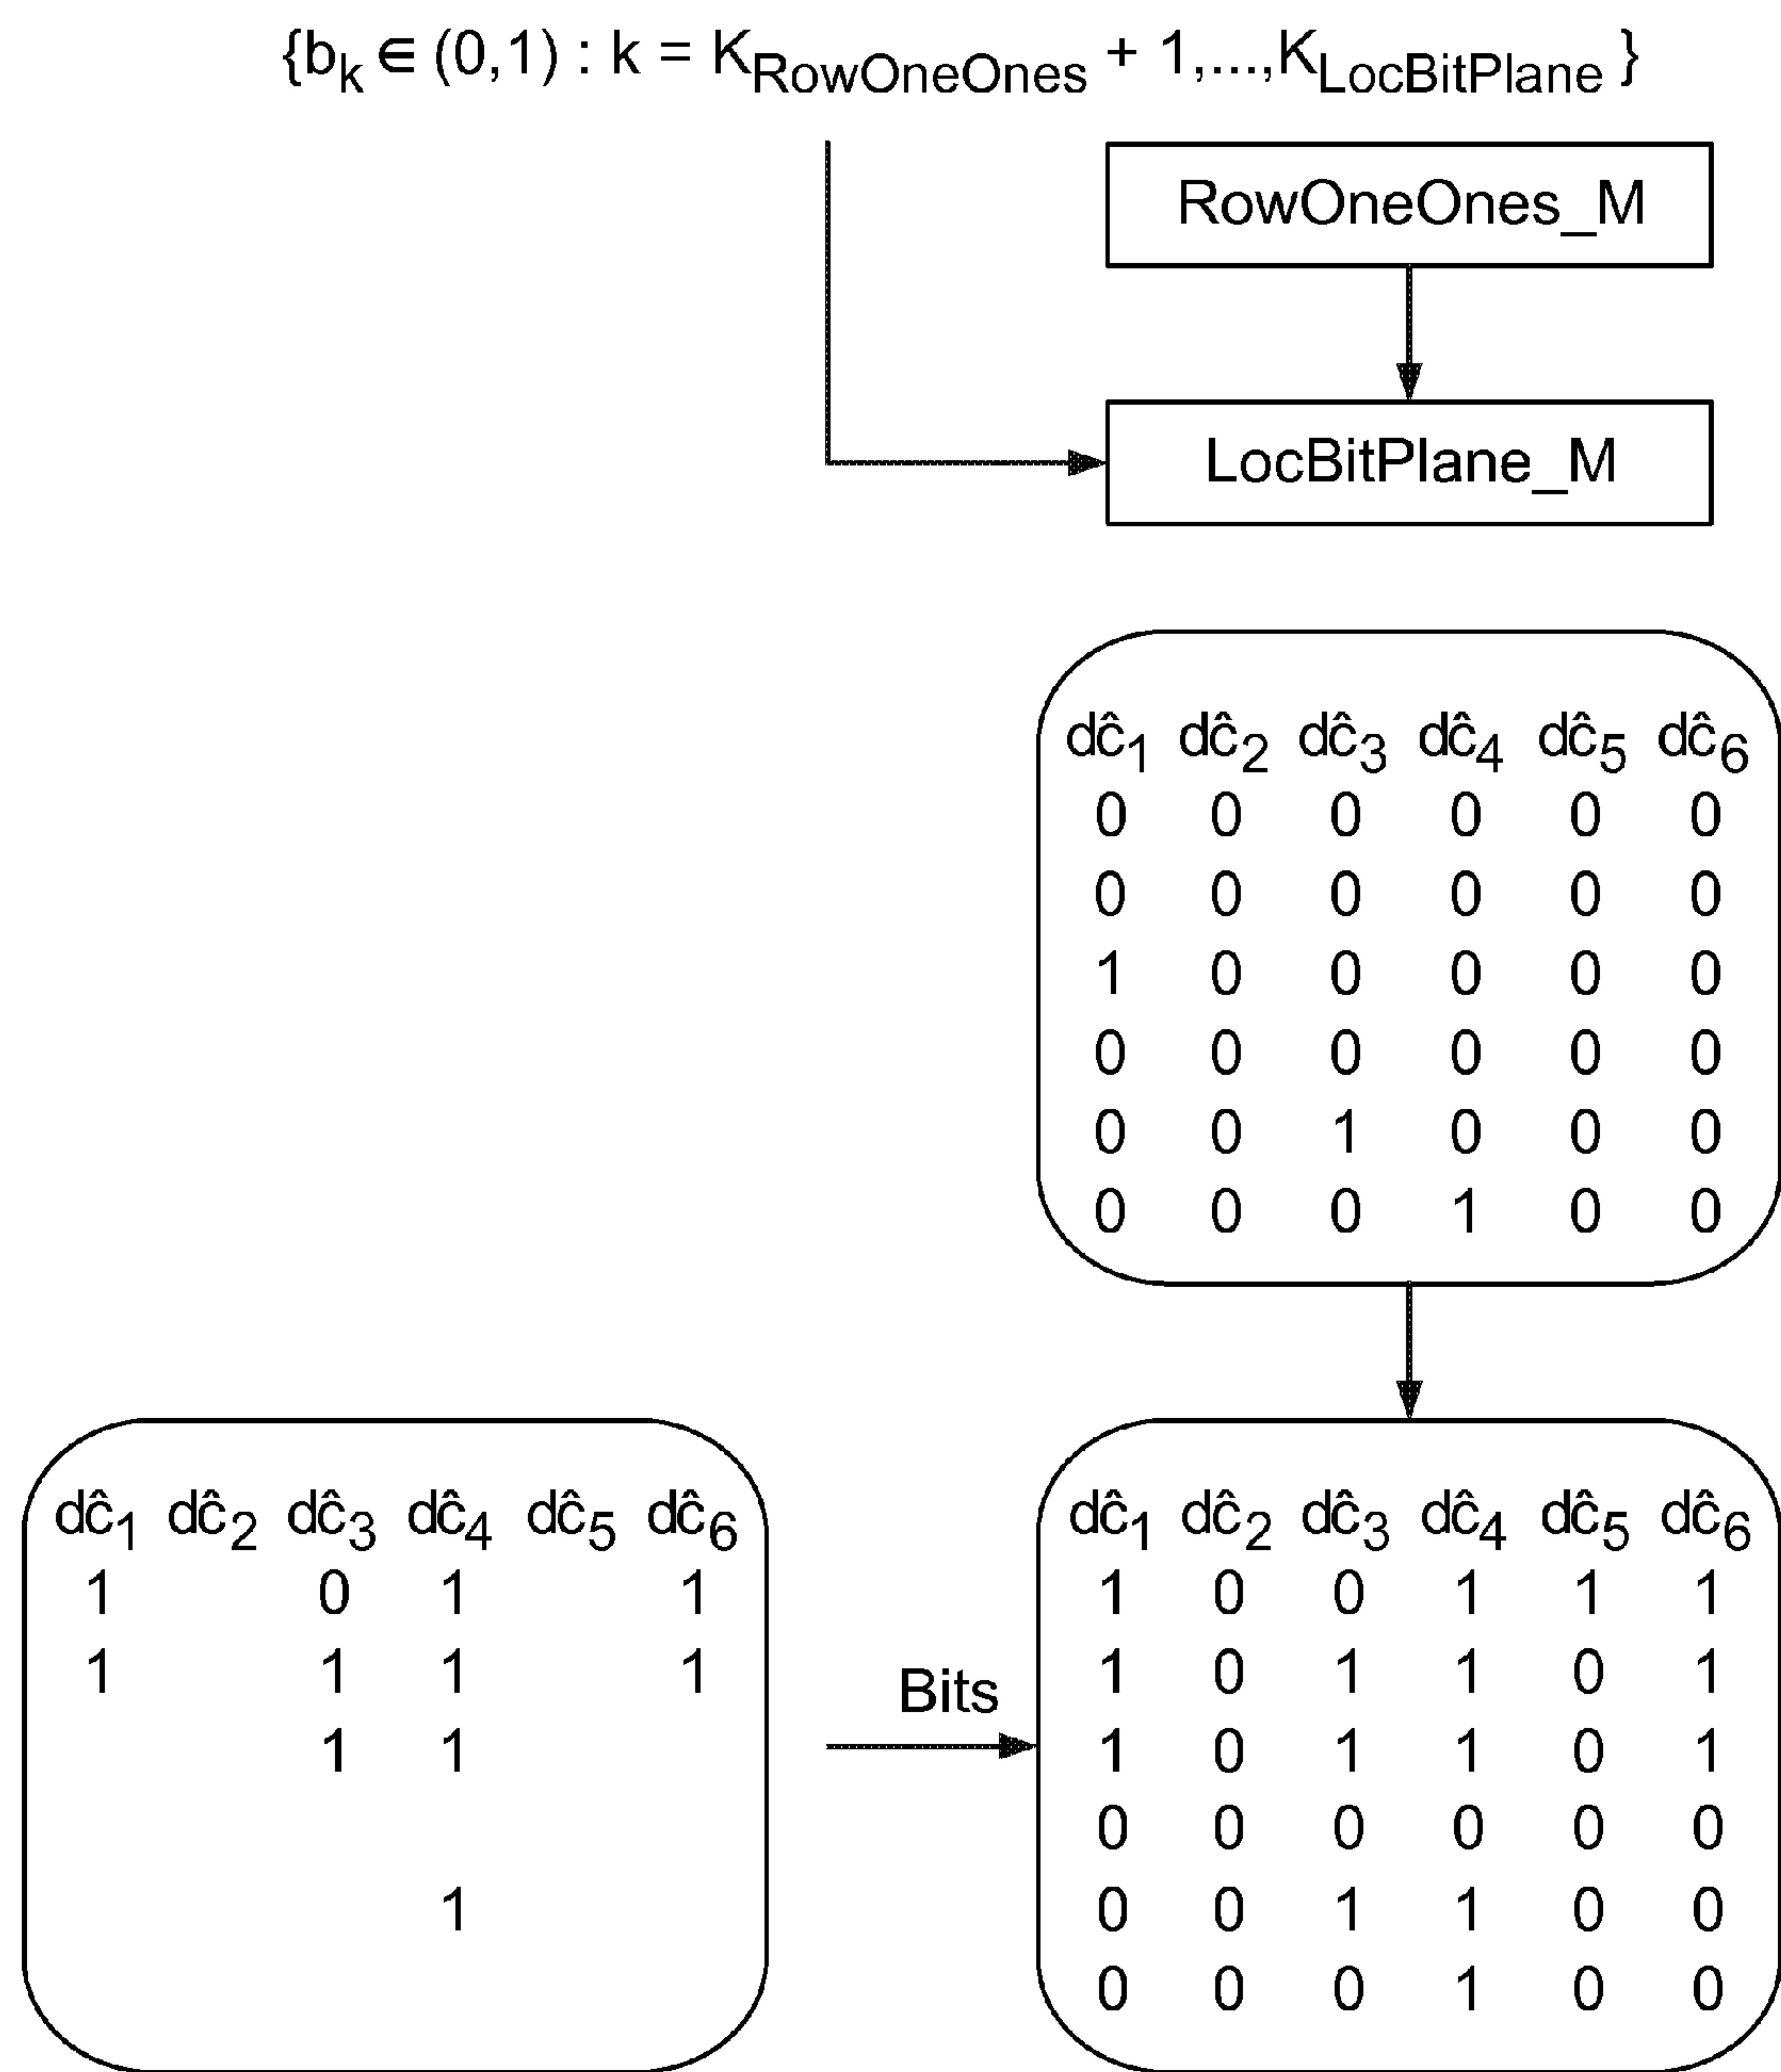 {b_k ∈ (0,1) : k = K_RowOneOnes + 1,...,K_LocBitPlane }
RowOneOnes_M
LocBitPlane_M
dĉ1 dĉ2 dĉ3 dĉ4 dĉ5 dĉ6
0 0 0 0 0 0
0 0 0 0 0 0
1 0 0 0 0 0
0 0 0 0 0 0
0 0 1 0 0 0
0 0 0 1 0 0
dĉ1 dĉ2 dĉ3 dĉ4 dĉ5 dĉ6
1 0 1 1
1 1 1 1
1 1
1
Bits
dĉ1 dĉ2 dĉ3 dĉ4 dĉ5 dĉ6
1 0 0 1 1 1
1 0 1 1 0 1
1 0 1 1 0 1
0 0 0 0 0 0
0 0 1 1 0 0
0 0 0 1 0 0